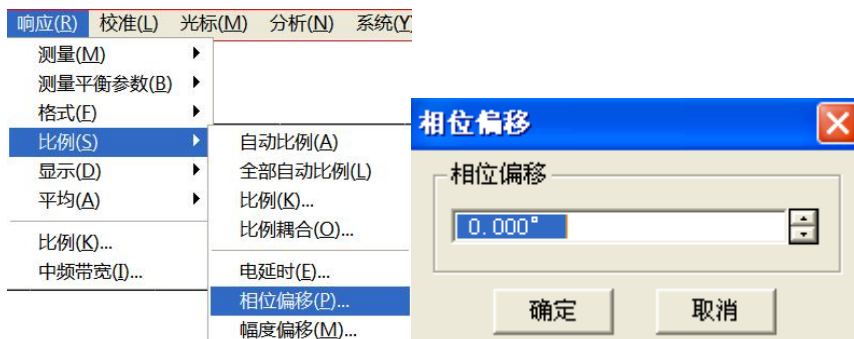 响应(R) 校准(L) 光标(M) 分析(N) 系统(Y
测量(M)
测量平衡参数(B)
格式(F)
比例(S)
显示(D)
平均(A)
比例(K)...
中频带宽(I)...
自动比例(A)
全部自动比例(L)
比例(K)...
比例耦合(O)...
电延时(E)...
相位偏移(P)...
幅度偏移(M)...
相位偏移
相位偏移
0.000°
确定 取消